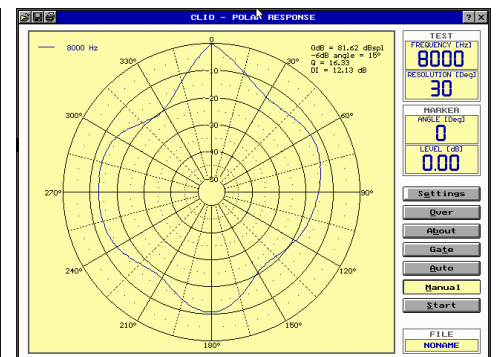 CLIO - POLAR RESPONSE
? x
8000 Hz
0dB = 81.62 dBspl
-6dB angle = 15°
Q = 16.33
DI = 12.13 dB
0
330°
30°
-10
300°
60°
-20
-30
-40
-50
270°
90°
240°
120°
210°
150°
180°
TEST
FREQUENCY [Hz]
8000
RESOLUTION [Deg]
30
MARKER
ANGLE [Deg]
0
LEVEL [dB]
0.00
Settings
Over
About
Gate
Auto
Manual
Start
FILE
NONAME